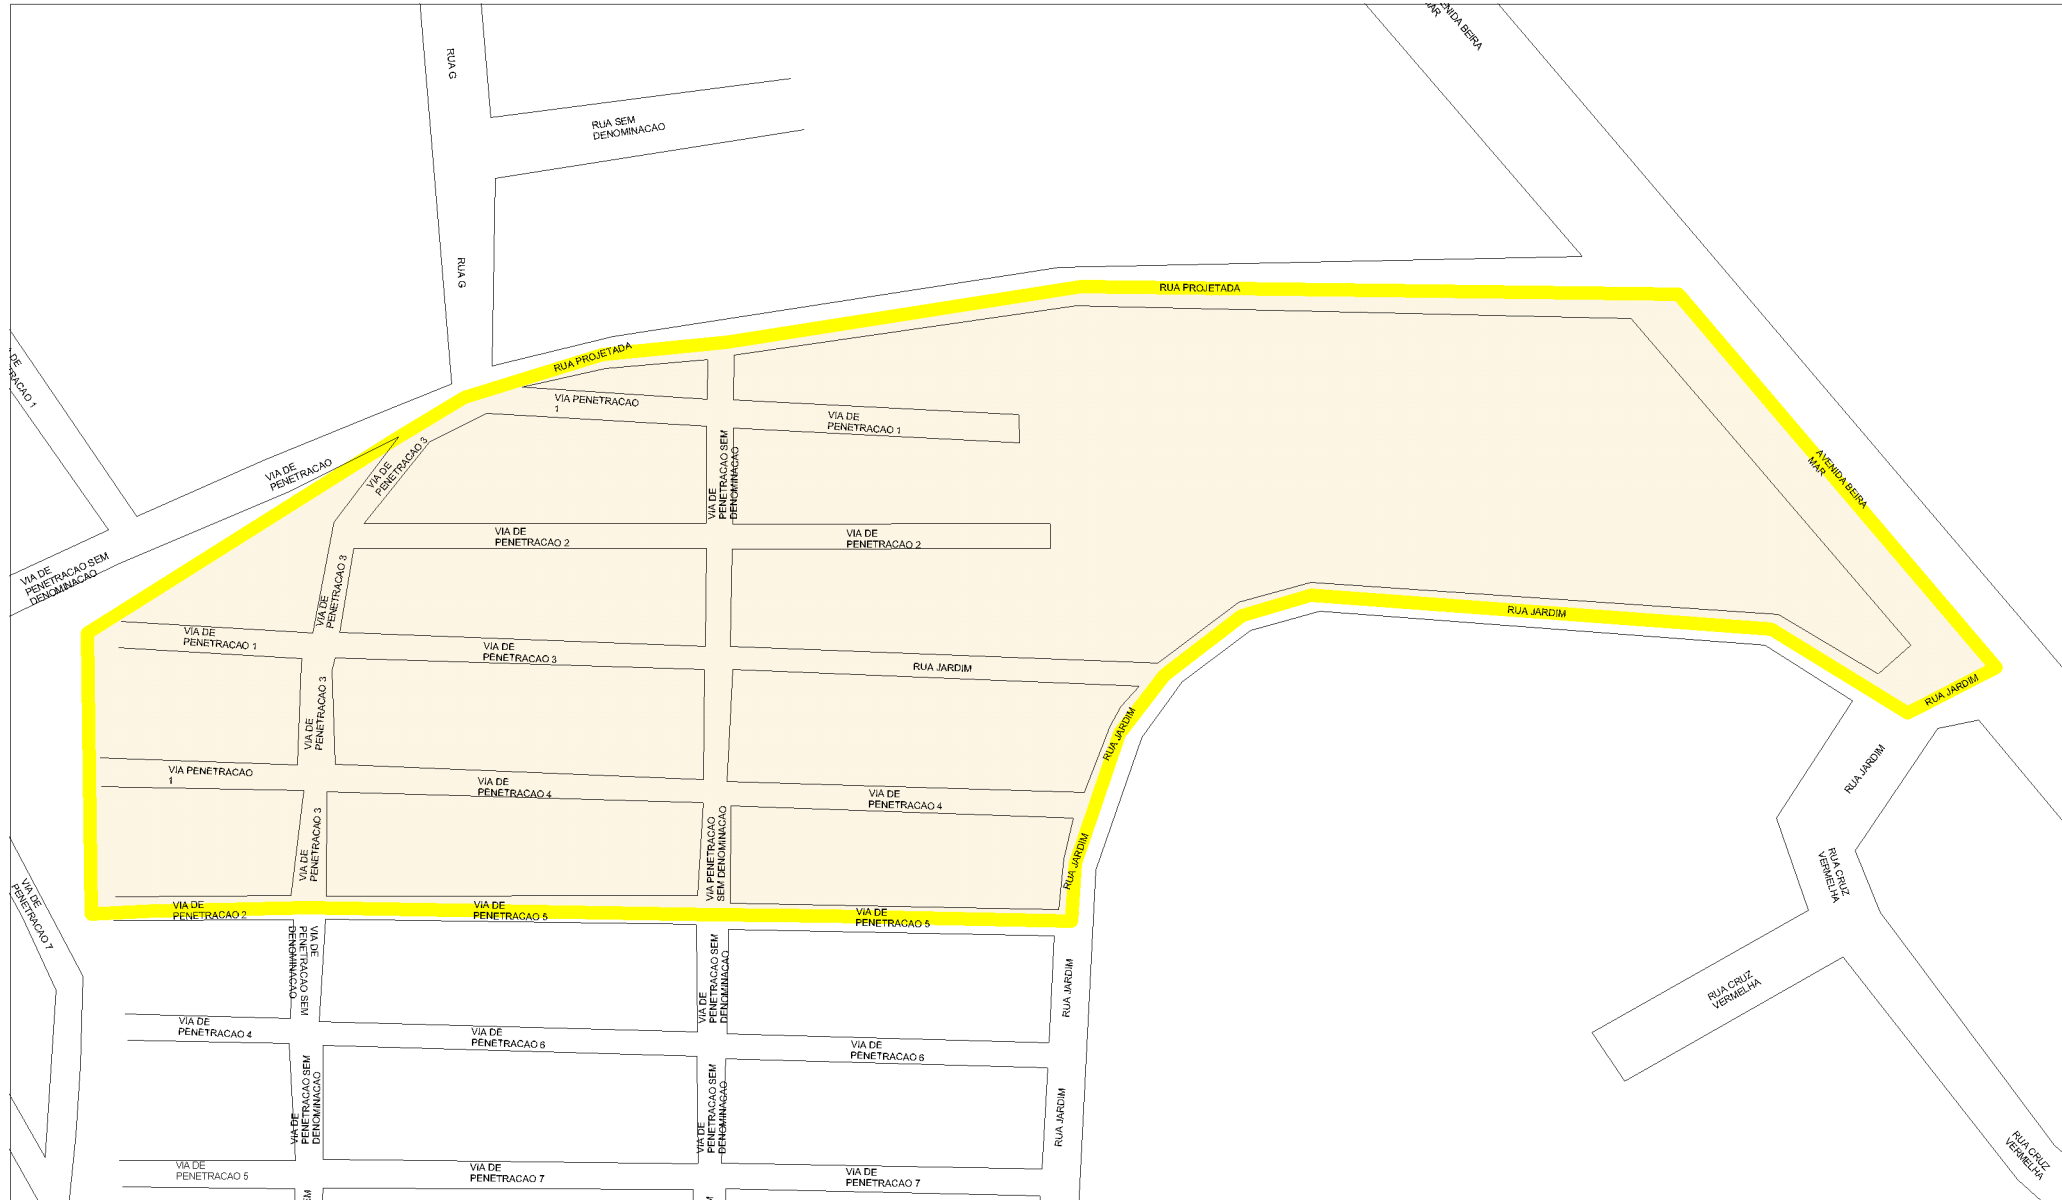 RUA G
AVENIDA BEIRA
MAR
RUA SEM
DENOMINACAO
RUA G
RUA PROJETADA
RUA PROJETADA
VIA PENETRACAO
1
VIA DE
PENETRACAO 1
VIA DE
PENETRACAO
VIA DE
PENETRACAO 3
VIA DE
PENETRACAO SEM
DENOMINACAO
AVENIDA BEIRA
MAR
VIA DE
PENETRACAO 2
VIA DE
PENETRACAO 2
VIA DE
PENETRACAO SEM
DENOMINACAO
VIA DE
PENETRACAO 3
RUA JARDIM
VIA DE
PENETRACAO 1
VIA DE
PENETRACAO 3
RUA JARDIM
RUA JARDIM
VIA DE
PENETRACAO 3
RUA JARDIM
VIA PENETRACAO
1
VIA DE
PENETRACAO 4
VIA DE
PENETRACAO 4
RUA JARDIM
VIA DE
PENETRACAO 3
VIA PENETRACAO
SEM DENOMINACAO
RUA JARDIM
RUA CRUZ
VERMELHA
VIA DE
PENETRACAO 7
VIA DE
PENETRACAO 2
VIA DE
PENETRACAO 5
VIA DE
PENETRACAO 5
VIA DE
PENETRACAO SEM
DENOMINACAO
VIA DE
PENETRACAO SEM
DENOMINACAO
RUA JARDIM
RUA CRUZ
VERMELHA
VIA DE
PENETRACAO 4
VIA DE
PENETRACAO 6
VIA DE
PENETRACAO 6
VIA DE
PENETRACAO SEM
DENOMINACAO
VIA DE
PENETRACAO SEM
DENOMINACAO
RUA JARDIM
VIA DE
PENETRACAO 5
VIA DE
PENETRACAO 7
VIA DE
PENETRACAO 7
RUA CRUZ
VERMELHA